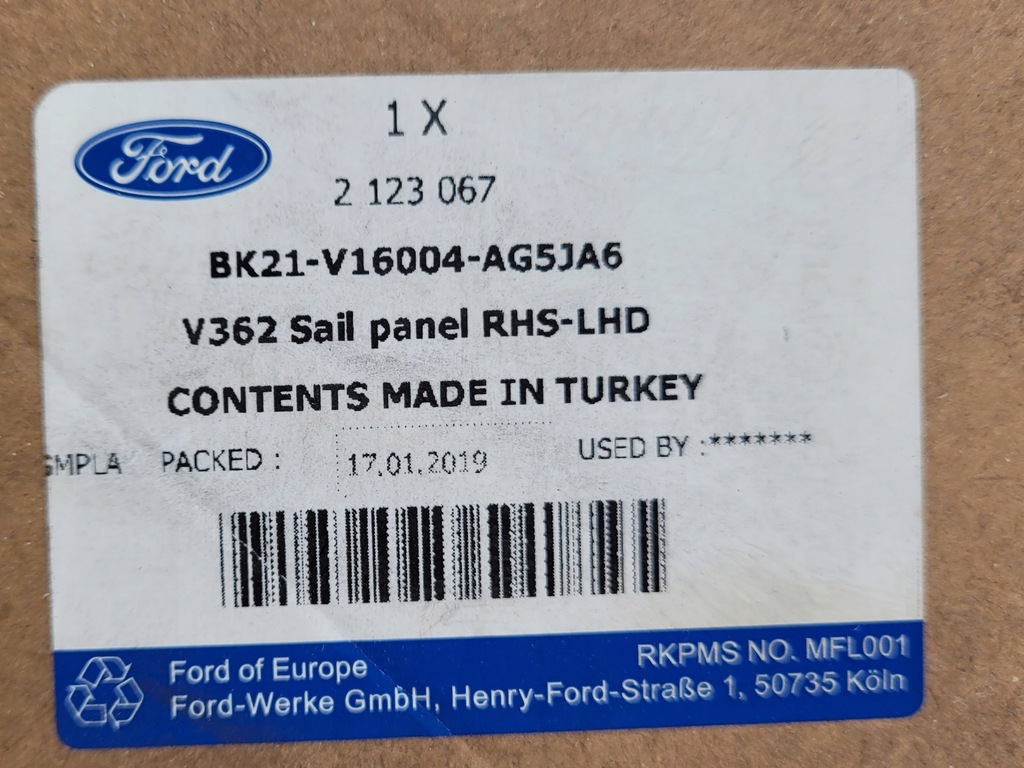 Ford
1 X
2 123 067
BK21-V16004-AG5JA6
V362 Sail panel RHS-LHD
CONTENTS MADE IN TURKEY
SMPLA PACKED : 17.01.2019 USED BY :*******
RKPMS NO. MFL001
Ford of Europe
Ford-Werke GmbH, Henry-Ford-Straße 1, 50735 Köln